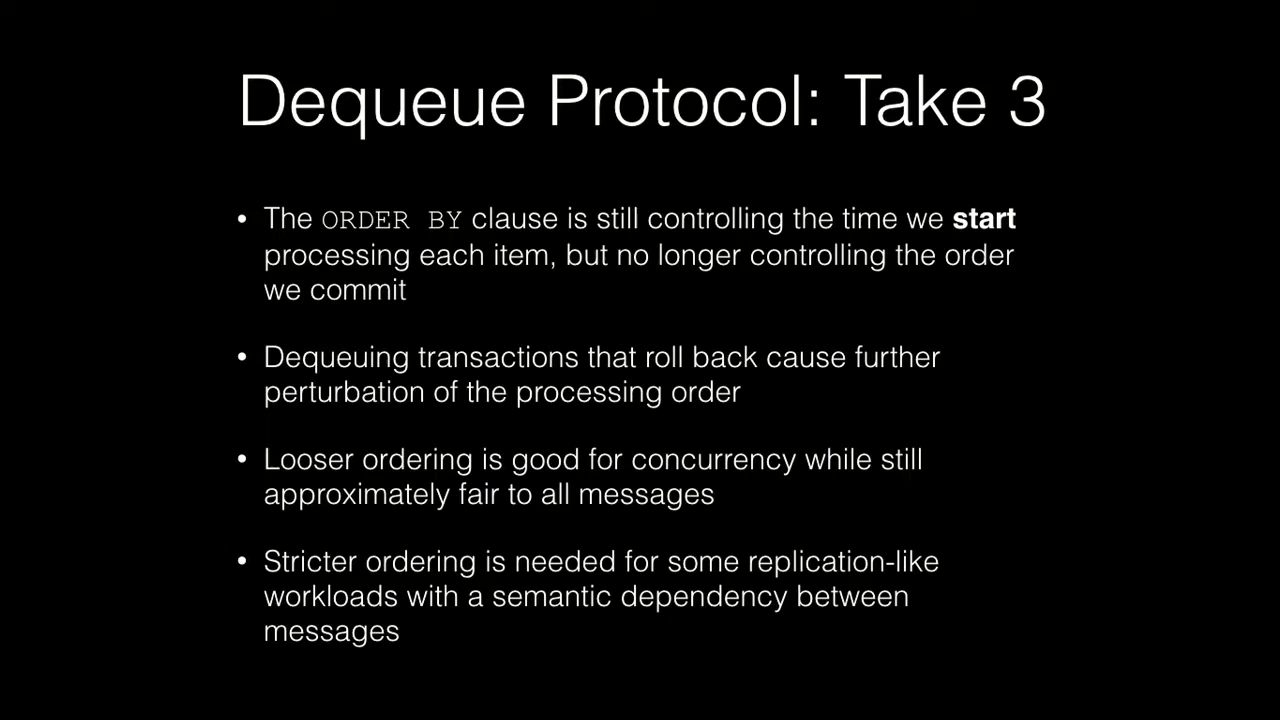 Dequeue Protocol: Take 3
• The ORDER BY clause is still controlling the time we start
processing each item, but no longer controlling the order
we commit
• Dequeuing transactions that roll back cause further
perturbation of the processing order
• Looser ordering is good for concurrency while still
approximately fair to all messages
• Stricter ordering is needed for some replication-like
workloads with a semantic dependency between
messages